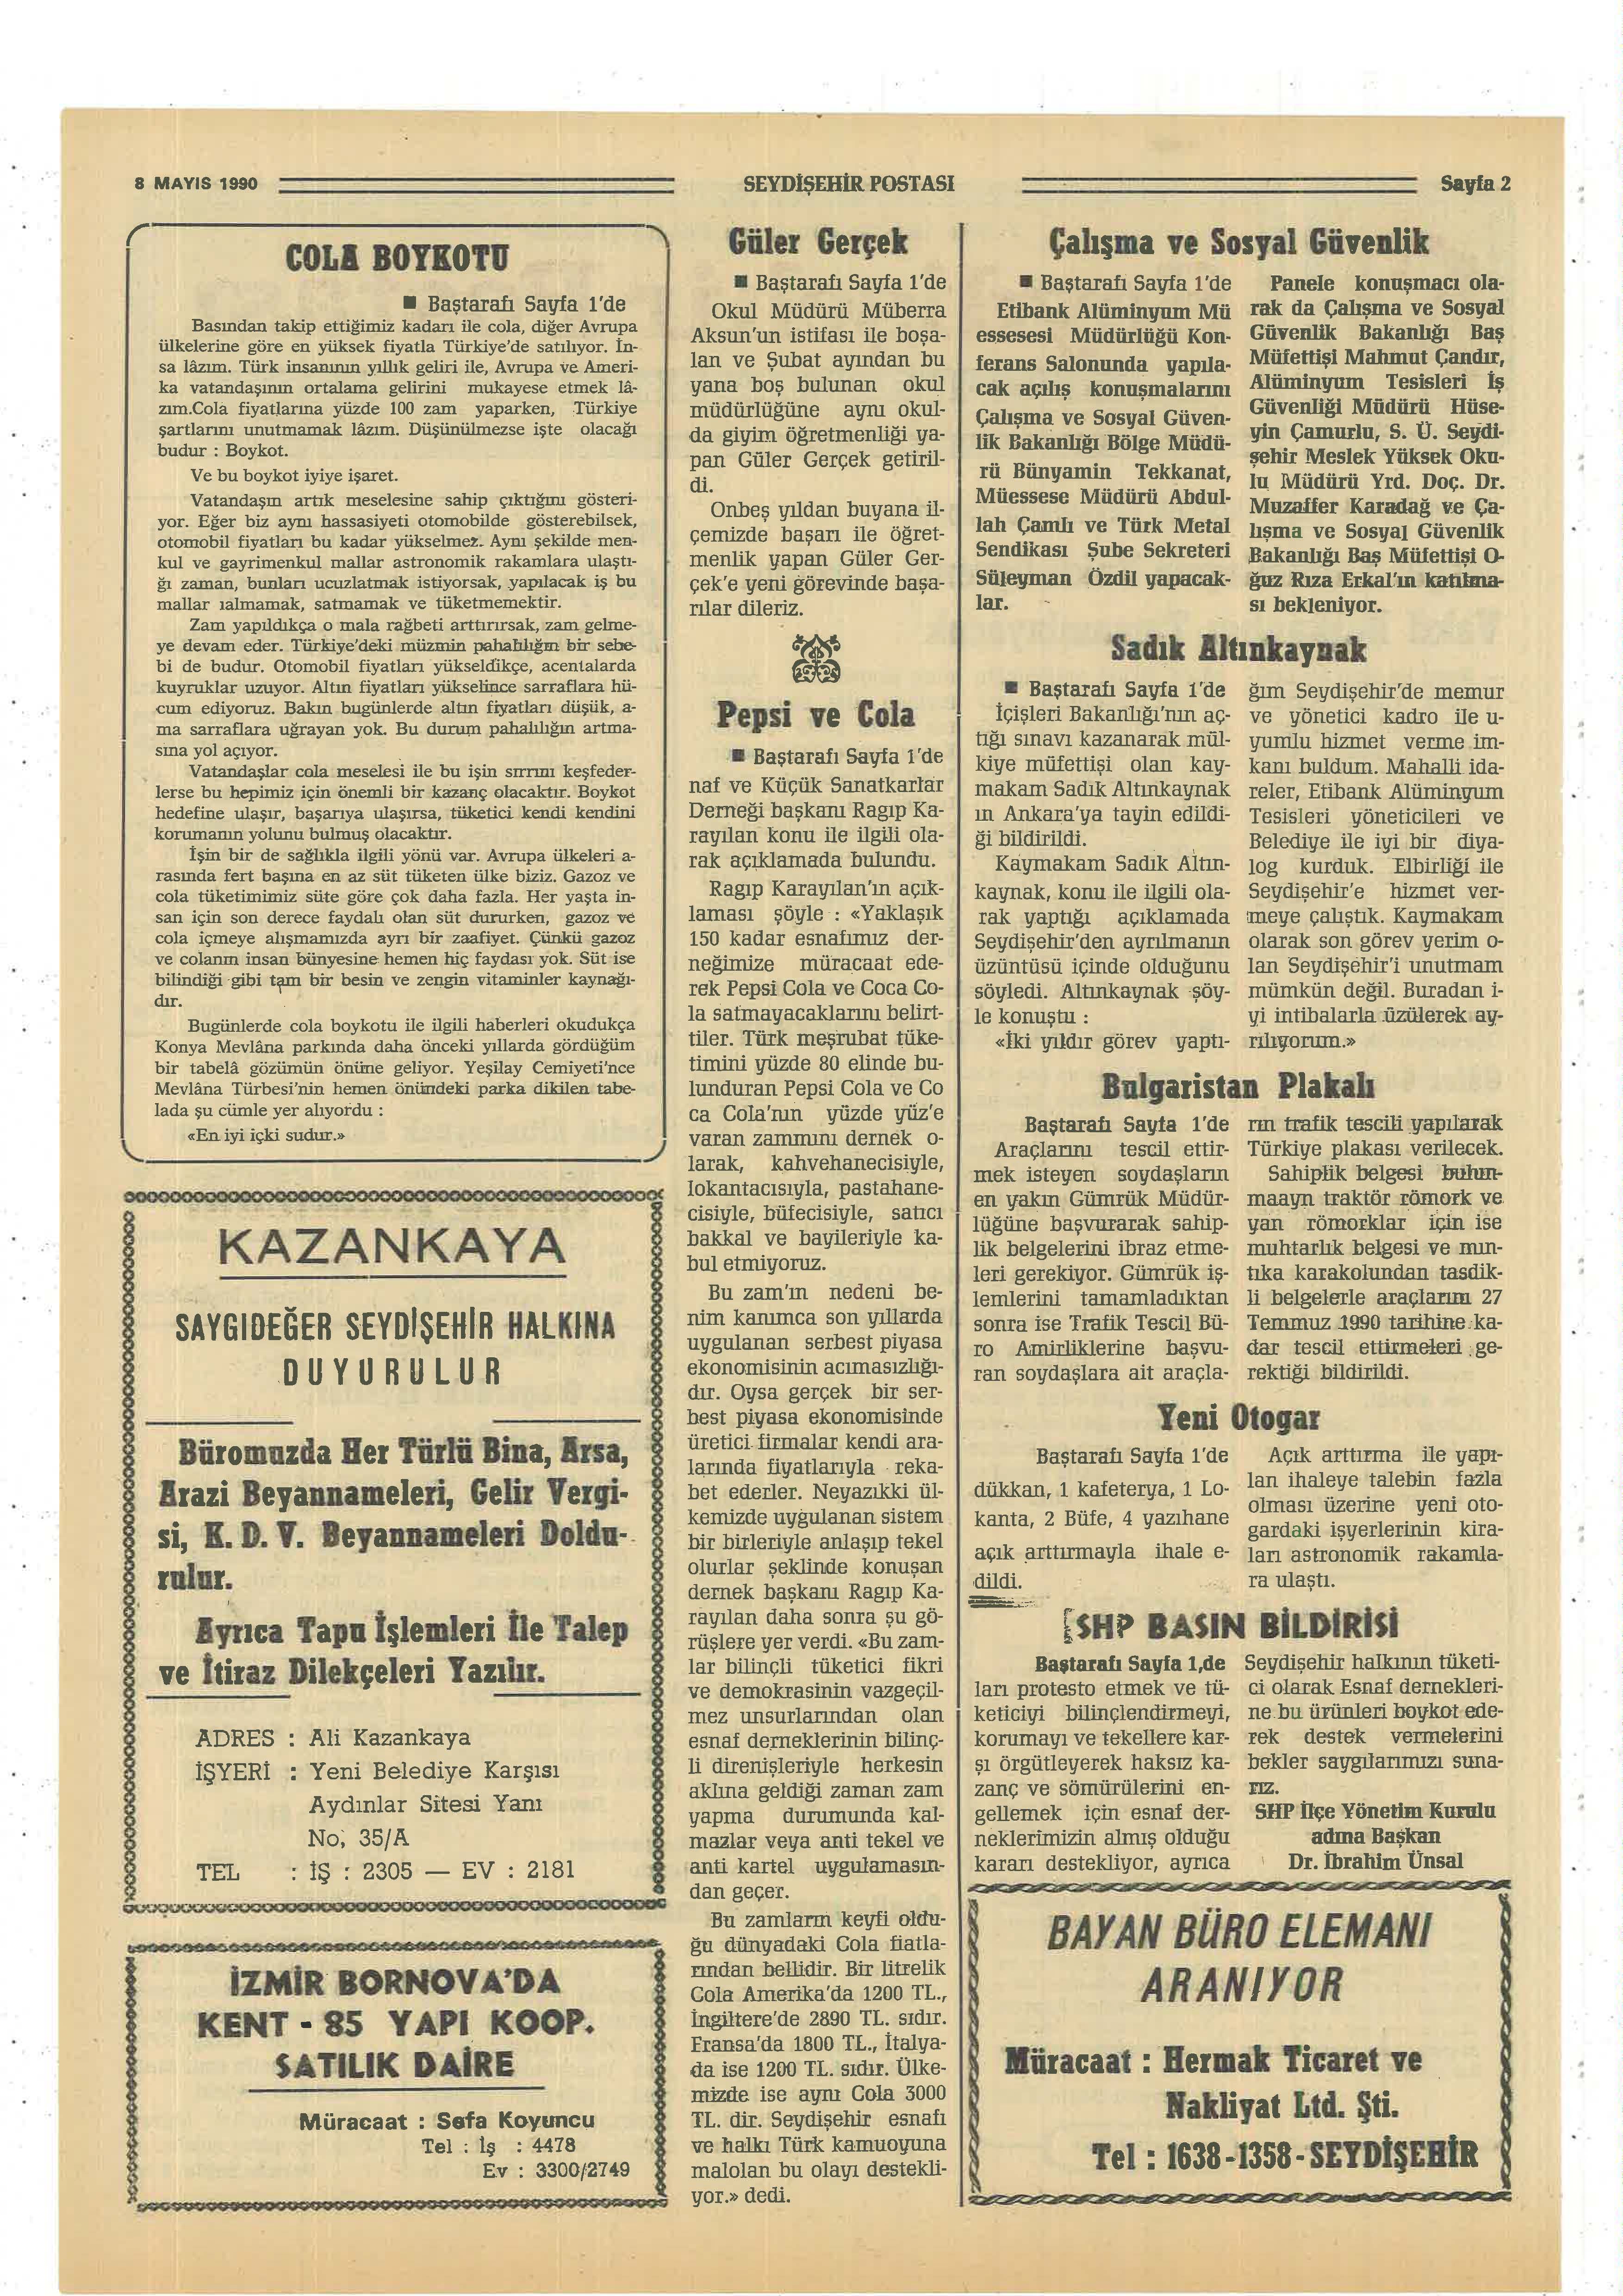 8 MAYIS 1990
SEYDİŞEHİR POSTASI
Sayfa 2
COLA BOYKOTU
■ Baştarafı Sayfa 1'de
Basından takip ettiğimiz kadarı ile cola, diğer Avrupa
ülkelerine göre en yüksek fiyatla Türkiye'de satılıyor. İn-
sa lâzım. Türk insanının yıllık geliri ile, Avrupa ve Ameri-
ka vatandaşının ortalama gelirini mukayese etmek lâ-
zım.Cola fiyatlarına yüzde 100 zam yaparken, Türkiye
şartlarını unutmamak lâzım. Düşünülmezse işte olacağı
budur : Boykot.
Ve bu boykot iyiye işaret.
Vatandaşın artık meselesine sahip çıktığını gösteri-
yor. Eğer biz aynı hassasiyeti otomobilde gösterebilsek,
otomobil fiyatları bu kadar yükselmez. Aynı şekilde men-
kul ve gayrimenkul mallar astronomik rakamlara ulaştı-
ğı zaman, bunları ucuzlatmak istiyorsak, yapılacak iş bu
mallar ıalmamak, satmamak ve tüketmemektir.
Zam yapıldıkça o mala rağbeti arttırırsak, zam gelme-
ye devam eder. Türkiye'deki müzmin pahalılığın bir sebe-
bi de budur. Otomobil fiyatları yükseldikçe, acentalarda
kuyruklar uzuyor. Altın fiyatları yükselince sarraflara hü-
cum ediyoruz. Bakın bugünlerde altın fiyatları düşük, a-
ma sarraflara uğrayan yok. Bu durum pahalılığın artma-
sına yol açıyor.
Vatandaşlar cola meselesi ile bu işin sırrını keşfeder-
lerse bu hepimiz için önemli bir kazanç olacaktır. Boykot
hedefine ulaşır, başarıya ulaşırsa, tüketici kendi kendini
korumanın yolunu bulmuş olacaktır.
İşin bir de sağlıkla ilgili yönü var. Avrupa ülkeleri a-
rasında fert başına en az süt tüketen ülke biziz. Gazoz ve
cola tüketimimiz süte göre çok daha fazla. Her yaşta in-
san için son derece faydalı olan süt dururken, gazoz ve
cola içmeye alışmamızda ayrı bir zaafiyet. Çünkü gazoz
ve colanın insan bünyesine hemen hiç faydası yok. Süt ise
bilindiği gibi tam bir besin ve zengin vitaminler kaynağı-
dır.
Bugünlerde cola boykotu ile ilgili haberleri okudukça
Konya Mevlâna parkında daha önceki yıllarda gördüğüm
bir tabelâ gözümün önüne geliyor. Yeşilay Cemiyeti'nce
Mevlâna Türbesi'nin hemen önündeki parka dikilen tabe-
lada şu cümle yer alıyordu :
«En iyi içki sudur.»
KAZANKAYA
SAYGIDEĞER SEYDİŞEHİR HALKINA
DUYURULUR
Büromuzda Her Türlü Bina, Arsa,
Arazi Beyannameleri, Gelir Vergi-
si, K. D. V. Beyannameleri Doldu-
rulur.
Ayrıca Tapu İşlemleri İle Talep
ve İtiraz Dilekçeleri Yazılır.
ADRES : Ali Kazankaya
İŞYERİ : Yeni Belediye Karşısı
Aydınlar Sitesi Yanı
No; 35/A
TEL : İŞ : 2305 — EV : 2181
İZMİR BORNOVA'DA
KENT - 85 YAPI KOOP.
SATILIK DAİRE
Müracaat : Sefa Koyuncu
Tel : İş : 4478
Ev : 3300/2749
Güler Gerçek
■ Baştarafı Sayfa 1'de
Okul Müdürü Müberra
Aksun'un istifası ile boşa-
lan ve Şubat ayından bu
yana boş bulunan okul
müdürlüğüne aynı okul-
da giyim öğretmenliği ya-
pan Güler Gerçek getiril-
di.
Onbeş yıldan buyana il-
çemizde başarı ile öğret-
menlik yapan Güler Ger-
çek'e yeni görevinde başa-
rılar dileriz.
Pepsi ve Cola
■ Baştarafı Sayfa 1'de
naf ve Küçük Sanatkarlar
Derneği başkanı Ragıp Ka-
rayılan konu ile ilgili ola-
rak açıklamada bulundu.
Ragıp Karayılan'ın açık-
laması şöyle : «Yaklaşık
150 kadar esnafımız der-
neğimize müracaat ede-
rek Pepsi Cola ve Coca Co-
la satmayacaklarını belirt-
tiler. Türk meşrubat tüke-
timini yüzde 80 elinde bu-
lunduran Pepsi Cola ve Co
ca Cola'nın yüzde yüz'e
varan zammını dernek o-
larak, kahvehanecisiyle,
lokantacısıyla, pastahane-
cisiyle, büfecisiyle, satıcı
bakkal ve bayileriyle ka-
bul etmiyoruz.
Bu zam'ın nedeni be-
nim kanımca son yıllarda
uygulanan serbest piyasa
ekonomisinin acımasızlığı-
dır. Oysa gerçek bir ser-
best piyasa ekonomisinde
üretici firmalar kendi ara-
larında fiyatlarıyla reka-
bet ederler. Neyazıkki ül-
kemizde uygulanan sistem
bir birleriyle anlaşıp tekel
olurlar şeklinde konuşan
dernek başkanı Ragıp Ka-
rayılan daha sonra şu gö-
rüşlere yer verdi. «Bu zam-
lar bilinçli tüketici fikri
ve demokrasinin vazgeçil-
mez unsurlarından olan
esnaf derneklerinin bilinç-
li direnişleriyle herkesin
aklına geldiği zaman zam
yapma durumunda kal-
mazlar veya anti tekel ve
anti kartel uygulamasın-
dan geçer.
Bu zamların keyfi oldu-
ğu dünyadaki Cola fiatla-
rından bellidir. Bir litrelik
Cola Amerika'da 1200 TL.,
İngiltere'de 2890 TL. sıdır.
Fransa'da 1800 TL., İtalya-
da ise 1200 TL. sıdır. Ülke-
mizde ise aynı Cola 3000
TL. dir. Seydişehir esnafı
ve halkı Türk kamuoyuna
malolan bu olayı destekli-
yor.» dedi.
Çalışma ve Sosyal Güvenlik
■ Baştarafı Sayfa 1'de
Etibank Alüminyum Mü
essesesi Müdürlüğü Kon-
ferans Salonunda yapıla-
cak açılış konuşmalarını
Çalışma ve Sosyal Güven-
lik Bakanlığı Bölge Müdü-
rü Bünyamin Tekkanat,
Müessese Müdürü Abdul-
lah Çamlı ve Türk Metal
Sendikası Şube Sekreteri
Süleyman Özdil yapacak-
lar.
Panele konuşmacı ola-
rak da Çalışma ve Sosyal
Güvenlik Bakanlığı Baş
Müfettişi Mahmut Çandır,
Alüminyum Tesisleri İş
Güvenliği Müdürü Hüse-
yin Çamurlu, S. Ü. Seydi-
şehir Meslek Yüksek Oku-
lu Müdürü Yrd. Doç. Dr.
Muzaffer Karadağ ve Ça-
lışma ve Sosyal Güvenlik
Bakanlığı Baş Müfettişi O-
ğuz Rıza Erkal'ın katılma-
sı bekleniyor.
Sadık Altınkaynak
■ Baştarafı Sayfa 1'de
İçişleri Bakanlığı'nın aç-
tığı sınavı kazanarak mül-
kiye müfettişi olan kay-
makam Sadık Altınkaynak
ın Ankara'ya tayin edildi-
ği bildirildi.
Kaymakam Sadık Altın-
kaynak, konu ile ilgili ola-
rak yaptığı açıklamada
Seydişehir'den ayrılmanın
üzüntüsü içinde olduğunu
söyledi. Altınkaynak şöy-
le konuştu :
«İki yıldır görev yaptı-
ğım Seydişehir'de memur
ve yönetici kadro ile u-
yumlu hizmet verme im-
kanı buldum. Mahalli ida-
reler, Etibank Alüminyum
Tesisleri yöneticileri ve
Belediye ile iyi bir diya-
log kurduk. Elbirliği ile
Seydişehir'e hizmet ver-
meye çalıştık. Kaymakam
olarak son görev yerim o-
lan Seydişehir'i unutmam
mümkün değil. Buradan i-
yi intibalarla üzülerek ay-
rılıyorum.»
Bulgaristan Plakalı
Baştarafı Sayfa 1'de
Araçlarını tescil ettir-
mek isteyen soydaşların
en yakın Gümrük Müdür-
lüğüne başvurarak sahip-
lik belgelerini ibraz etme-
leri gerekiyor. Gümrük iş-
lemlerini tamamladıktan
sonra ise Trafik Tescil Bü-
ro Amirliklerine başvu-
ran soydaşlara ait araçla-
rın trafik tescili yapılarak
Türkiye plakası verilecek.
Sahiplik belgesi bulun-
maayn traktör römork ve
yan römorklar için ise
muhtarlık belgesi ve mın-
tıka karakolundan tasdik-
li belgelerle araçlarını 27
Temmuz 1990 tarihine ka-
dar tescil ettirmeleri ge-
rektiği bildirildi.
Yeni Otogar
Baştarafı Sayfa 1'de
dükkan, 1 kafeterya, 1 Lo-
kanta, 2 Büfe, 4 yazıhane
açık arttırmayla ihale e-
dildi.
Açık arttırma ile yapı-
lan ihaleye talebin fazla
olması üzerine yeni oto-
gardaki işyerlerinin kira-
ları astronomik rakamla-
ra ulaştı.
SHP BASIN BİLDİRİSİ
Baştarafı Sayfa 1,de
ları protesto etmek ve tü-
keticiyi bilinçlendirmeyi,
korumayı ve tekellere kar-
şı örgütleyerek haksız ka-
zanç ve sömürülerini en-
gellemek için esnaf der-
neklerimizin almış olduğu
kararı destekliyor, ayrıca
Seydişehir halkının tüketi-
ci olarak Esnaf dernekleri-
ne bu ürünleri boykot ede-
rek destek vermelerini
bekler saygılarımızı suna-
rız.
SHP İlçe Yönetim Kurulu
adına Başkan
Dr. İbrahim Ünsal
BAYAN BÜRO ELEMANI
ARANIYOR
Müracaat : Hermak Ticaret ve
Nakliyat Ltd. Şti.
Tel : 1638-1358-SEYDİŞEHİR